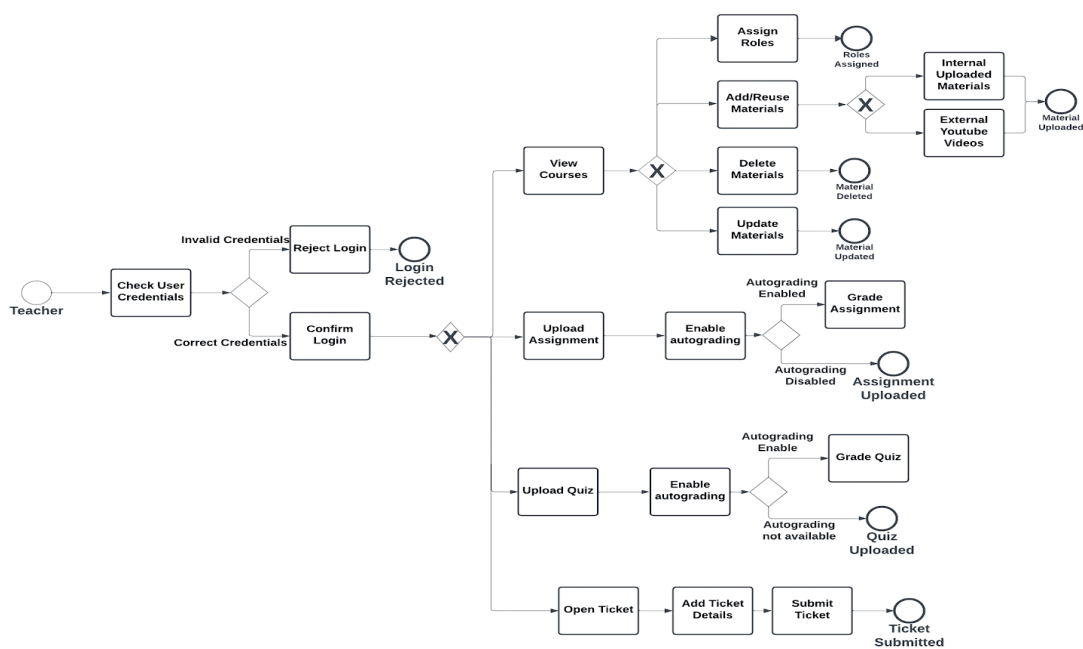 Teacher
Check User
Credentials
Invalid Credentials
Reject Login
Login
Rejected
Correct Credentials
Confirm
Login
X
View
Courses
X
Assign
Roles
Roles
Assigned
Add/Reuse
Materials
X
Internal
Uploaded
Materials
External
Youtube
Videos
Material
Uploaded
Delete
Materials
Material
Deleted
Update
Materials
Material
Updated
Upload
Assignment
Enable
autograding
Autograding
Enabled
Grade
Assignment
Autograding
Disabled
Assignment
Uploaded
Upload Quiz
Enable
autograding
Autograding
Enable
Grade Quiz
Autograding
not available
Quiz
Uploaded
Open Ticket
Add Ticket
Details
Submit
Ticket
Ticket
Submitted